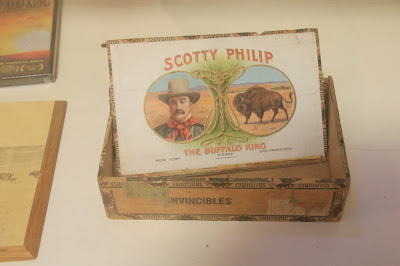 SCOTTY PHILIP
THE BUFFALO KING
NEW YORK
SAN FRANCISCO
INVINCIBLES